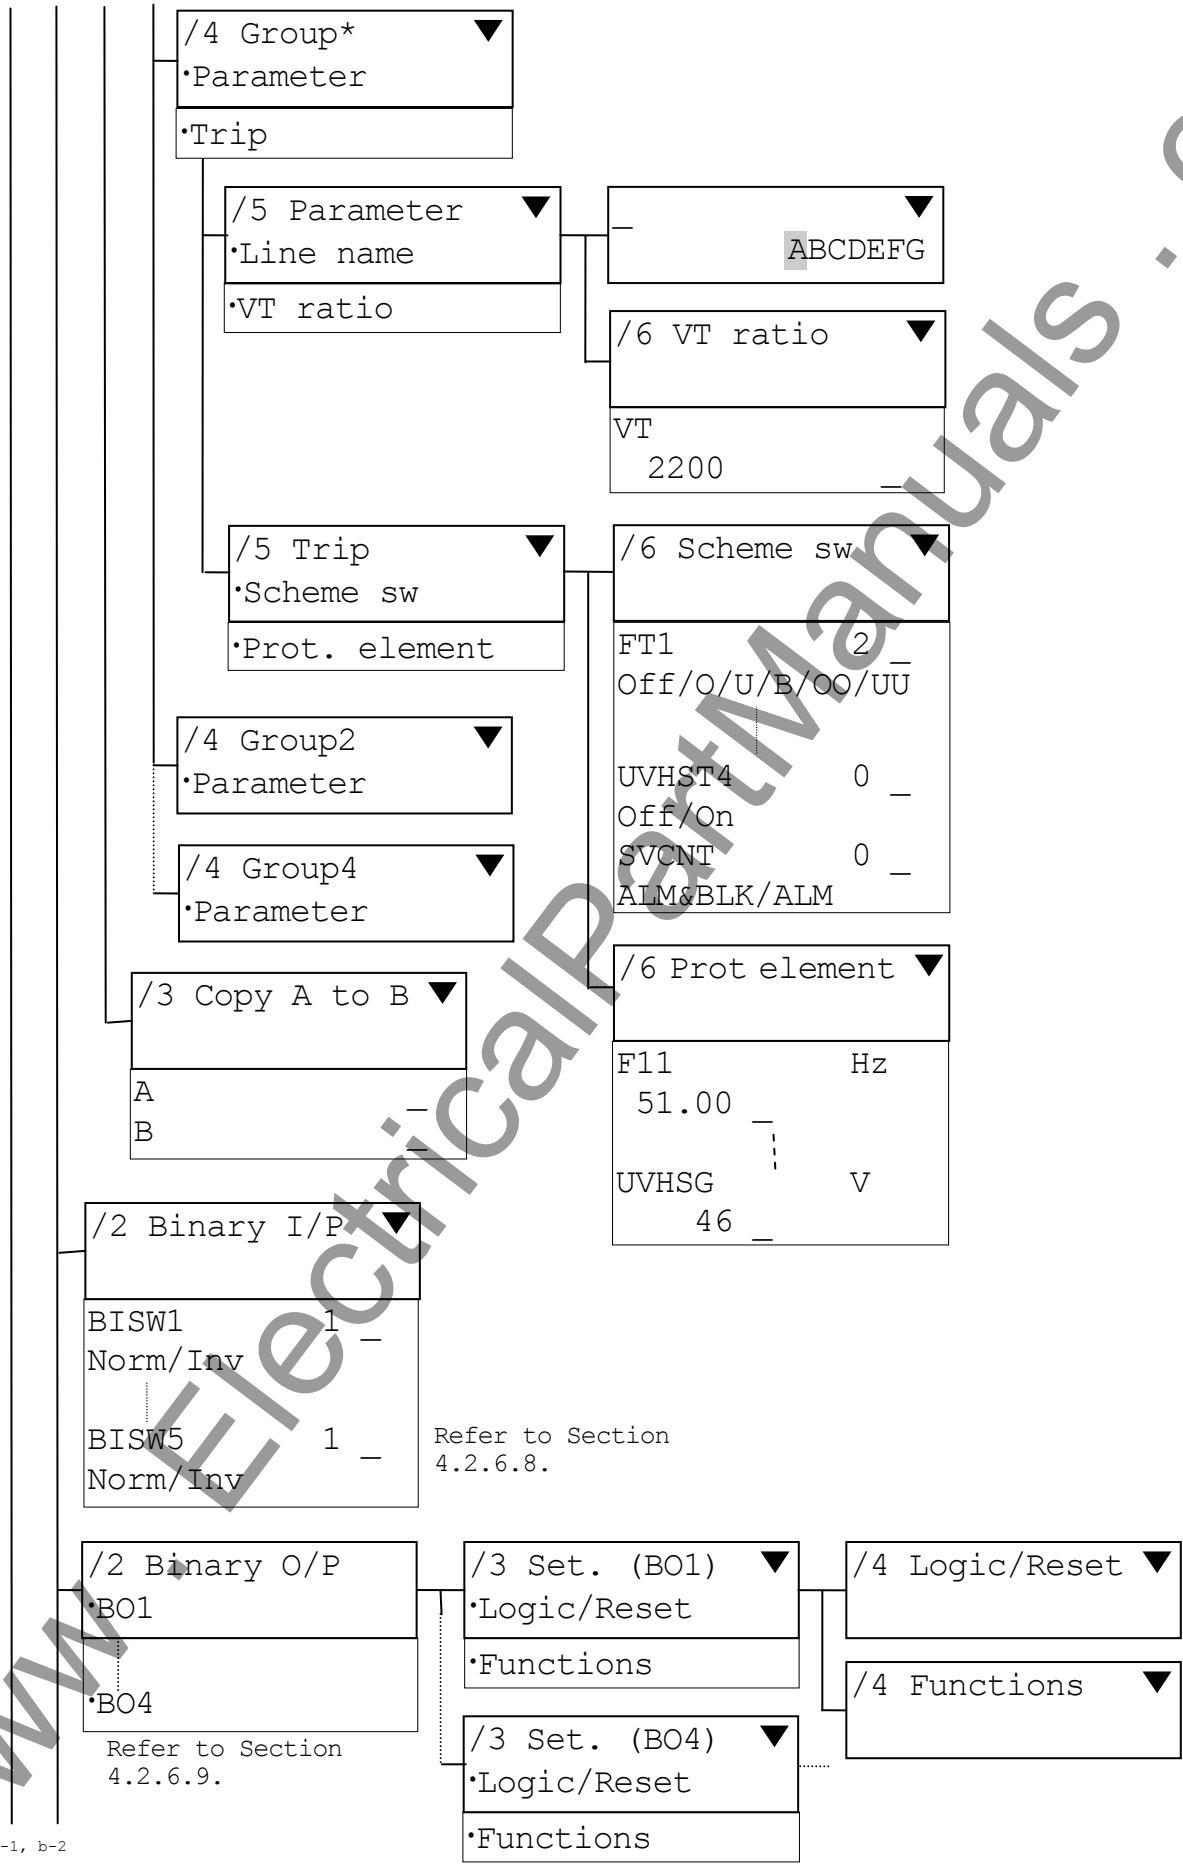 /4 Group*
·Parameter
·Trip
/5 Parameter
·Line name
·VT ratio
_
ABCDEFG
/6 VT ratio
VT
2200 _
/5 Trip
·Scheme sw
·Prot. element
/6 Scheme sw
FT1 2 _
Off/O/U/B/OO/UU
UVHST4 0 _
Off/On
SVCNT 0 _
ALM&BLK/ALM
/4 Group2
·Parameter
/4 Group4
·Parameter
/6 Prot element
F11 Hz
51.00 _
UVHSG V
46 _
/3 Copy A to B
A _
B _
/2 Binary I/P
BISW1 1 _
Norm/Inv
BISW5 1 _
Norm/Inv
Refer to Section
4.2.6.8.
/2 Binary O/P
·BO1
·BO4
Refer to Section
4.2.6.9.
/3 Set. (BO1)
·Logic/Reset
·Functions
/4 Logic/Reset
/4 Functions
/3 Set. (BO4)
·Logic/Reset
·Functions
-1, b-2
ww . ElectricalPartManuals .